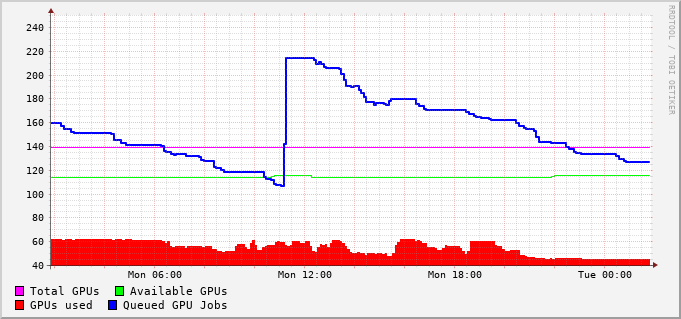 RRDTOOL / TOBI OETIKER
240
220
200
180
160
140
120
100
80
60
40
Mon 06:00 Mon 12:00 Mon 18:00 Tue 00:00
Total GPUs Available GPUs
GPUs used Queued GPU Jobs